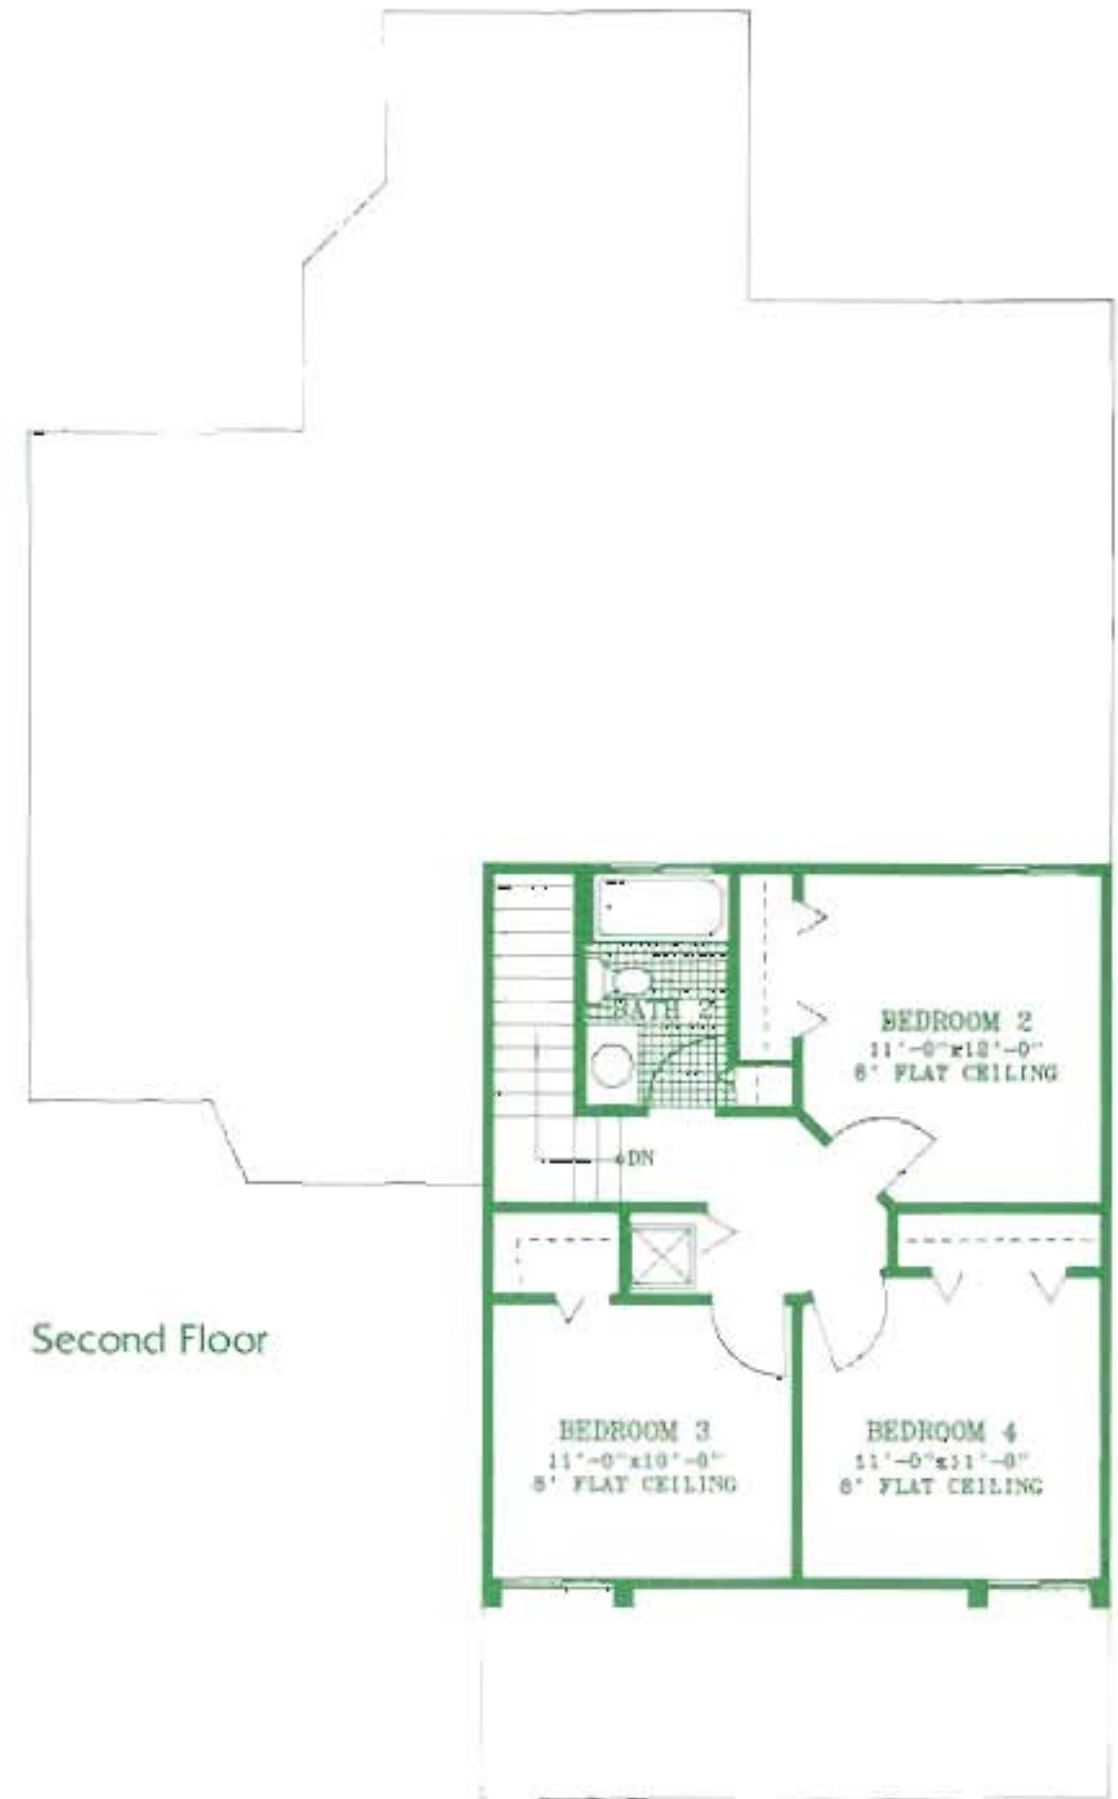 BATH 2
BEDROOM 2
11'-0"x12'-0"
8' FLAT CEILING
DN
Second Floor
BEDROOM 3
11'-0"x10'-0"
8' FLAT CEILING
BEDROOM 4
11'-0"x11'-0"
8' FLAT CEILING